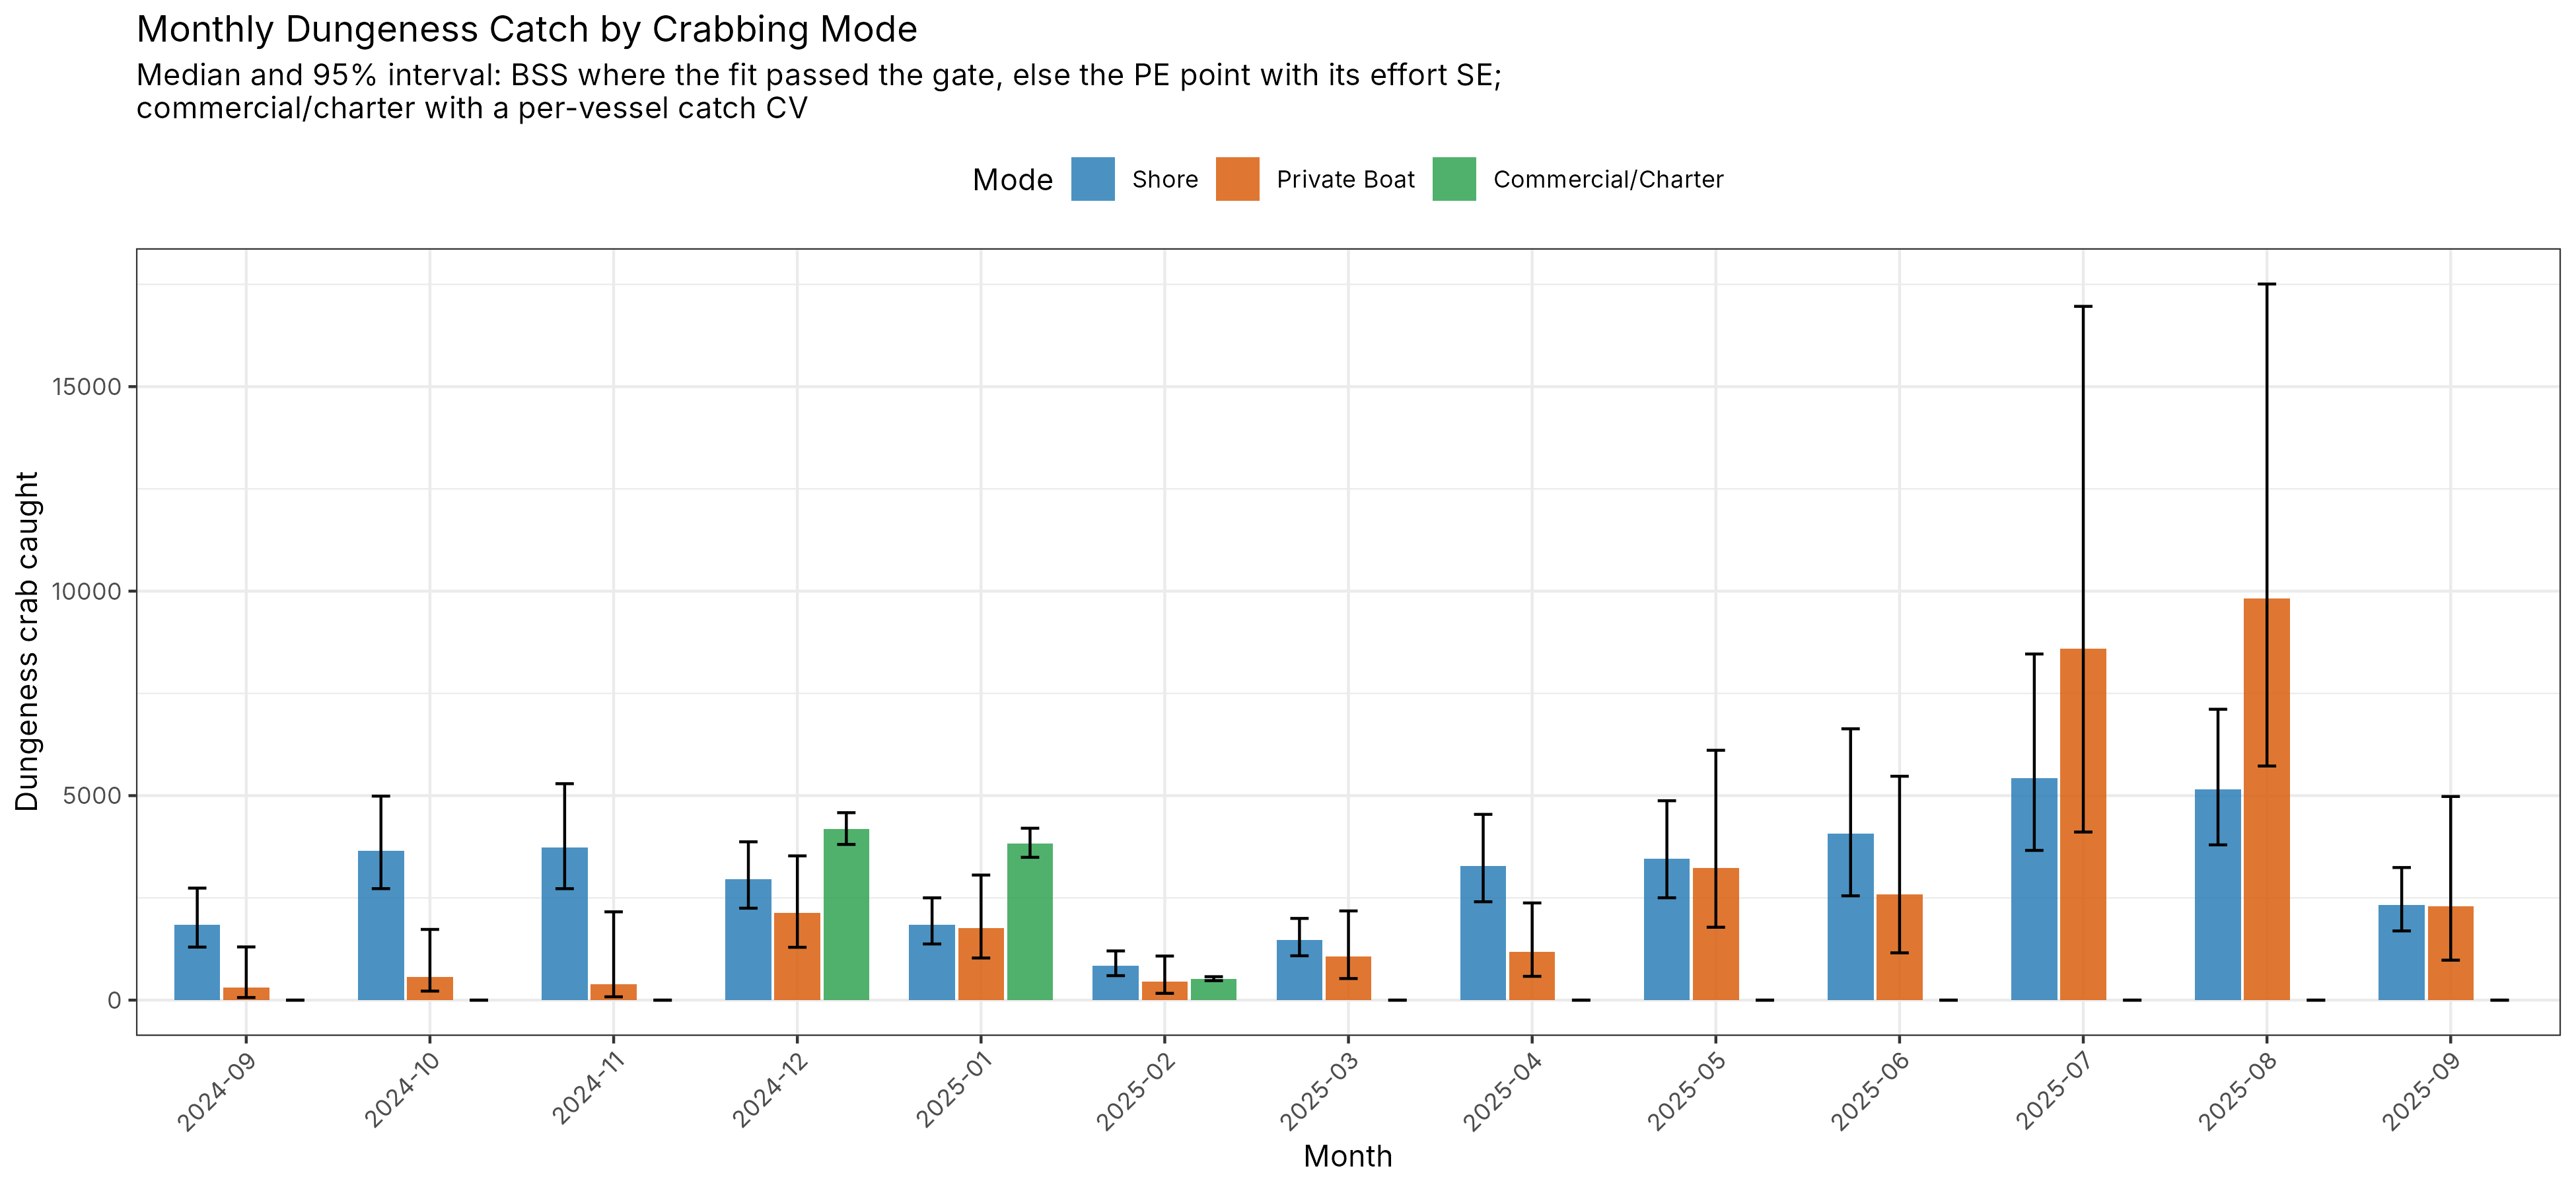 Monthly Dungeness Catch by Crabbing Mode
Median and 95% interval: BSS where the fit passed the gate, else the PE point with its effort SE;
commercial/charter with a per-vessel catch CV
Mode Shore Private Boat Commercial/Charter
Dungeness crab caught
15000
10000
5000
0
2024-09 2024-10 2024-11 2024-12 2025-01 2025-02 2025-03 2025-04 2025-05 2025-06 2025-07 2025-08 2025-09
Month